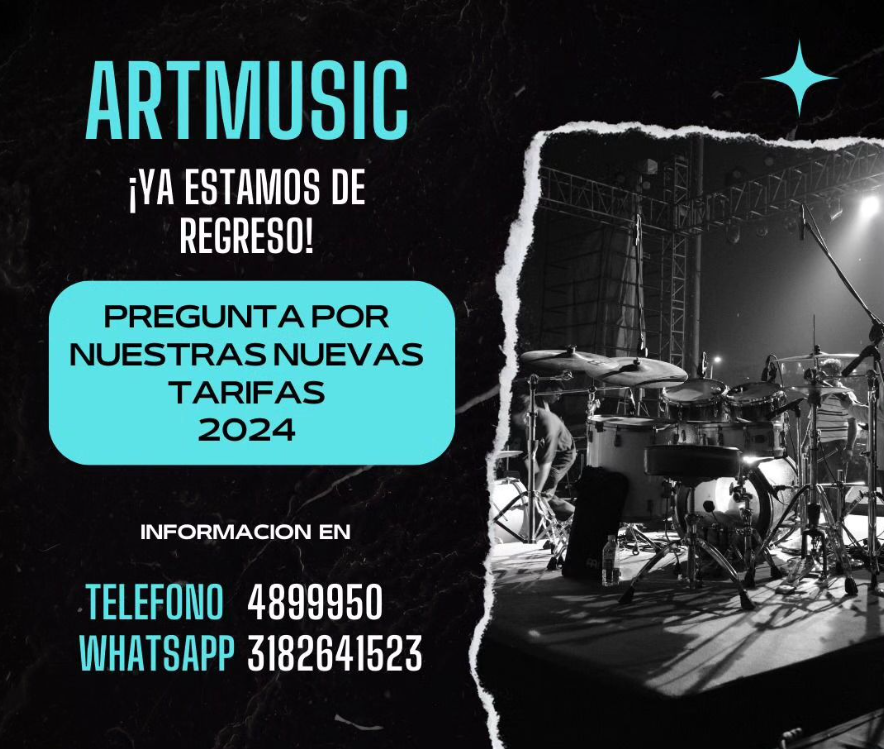 ARTMUSIC
¡YA ESTAMOS DE
REGRESO!
PREGUNTA POR
NUESTRAS NUEVAS
TARIFAS
2024
INFORMACION EN
TELEFONO 4899950
WHATSAPP 3182641523